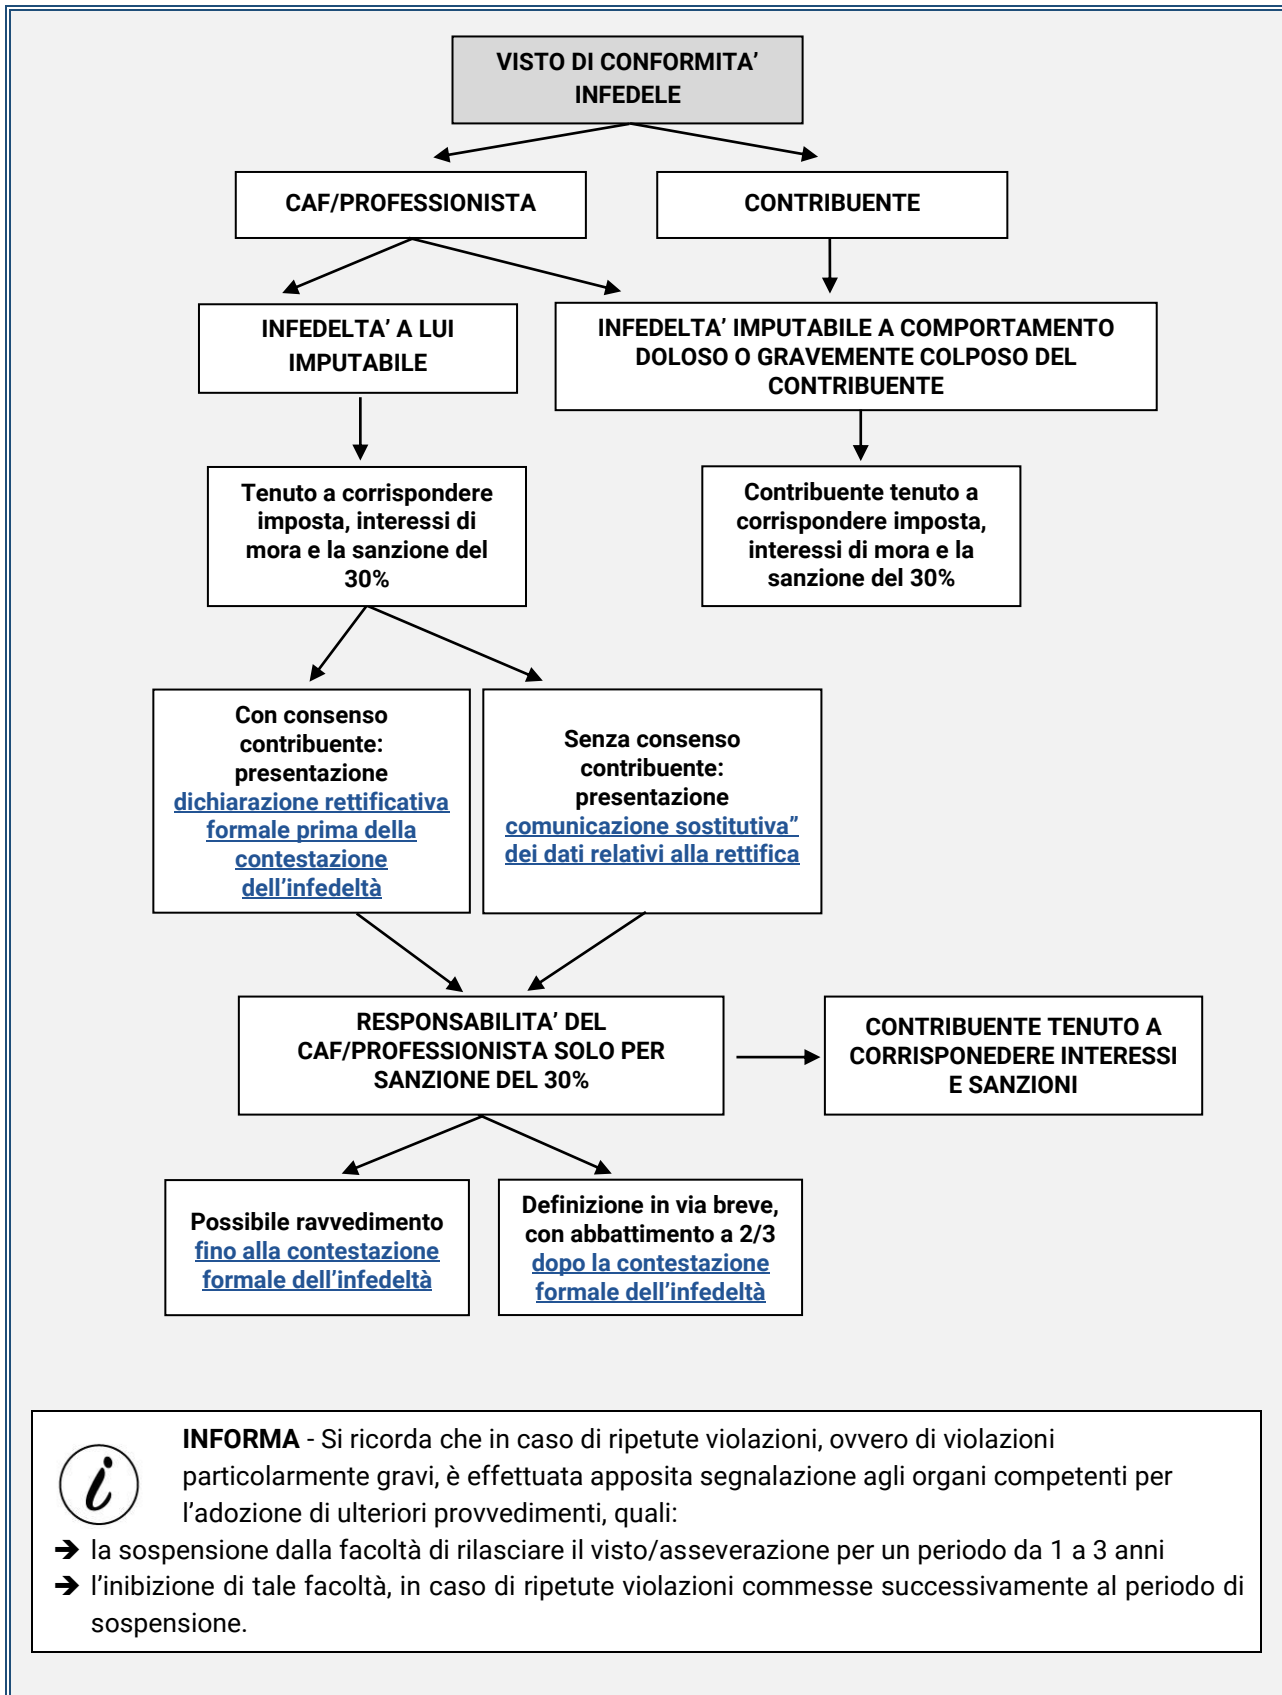 VISTO DI CONFORMITA’
INFEDELE
CAF/PROFESSIONISTA
CONTRIBUENTE
INFEDELTA’ A LUI
IMPUTABILE
INFEDELTA’ IMPUTABILE A COMPORTAMENTO
DOLOSO O GRAVEMENTE COLPOSO DEL
CONTRIBUENTE
Tenuto a corrispondere
imposta, interessi di
mora e la sanzione del
30%
Contribuente tenuto a
corrispondere imposta,
interessi di mora e la
sanzione del 30%
Con consenso
contribuente:
presentazione
dichiarazione rettificativa
formale prima della
contestazione
dell’infedeltà
Senza consenso
contribuente:
presentazione
comunicazione sostitutiva”
dei dati relativi alla rettifica
RESPONSABILITA’ DEL
CAF/PROFESSIONISTA SOLO PER
SANZIONE DEL 30%
CONTRIBUENTE TENUTO A
CORRISPONEDERE INTERESSI
E SANZIONI
Possibile ravvedimento
fino alla contestazione
formale dell’infedeltà
Definizione in via breve,
con abbattimento a 2/3
dopo la contestazione
formale dell’infedeltà
i
INFORMA - Si ricorda che in caso di ripetute violazioni, ovvero di violazioni
particolarmente gravi, è effettuata apposita segnalazione agli organi competenti per
l’adozione di ulteriori provvedimenti, quali:
➔ la sospensione dalla facoltà di rilasciare il visto/asseverazione per un periodo da 1 a 3 anni
➔ l’inibizione di tale facoltà, in caso di ripetute violazioni commesse successivamente al periodo di
sospensione.